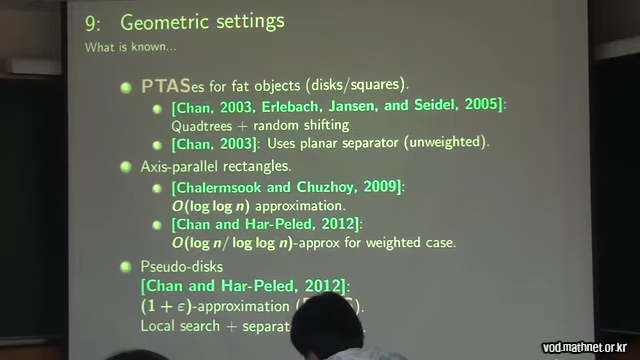 9: Geometric settings
What is known...
PTASes for fat objects (disks/squares).
[Chan, 2003, Erlebach, Jansen, and Seidel, 2005]:
Quadtrees + random shifting
[Chan, 2003]: Uses planar separator (unweighted).
Axis-parallel rectangles.
[Chalermsook and Chuzhoy, 2009]:
O(log log n) approximation.
[Chan and Har-Peled, 2012]:
O(log n/ log log n)-approx for weighted case.
Pseudo-disks
[Chan and Har-Peled, 2012]:
(1 + ε)-approximation
Local search +
vod.mathnet.or.kr